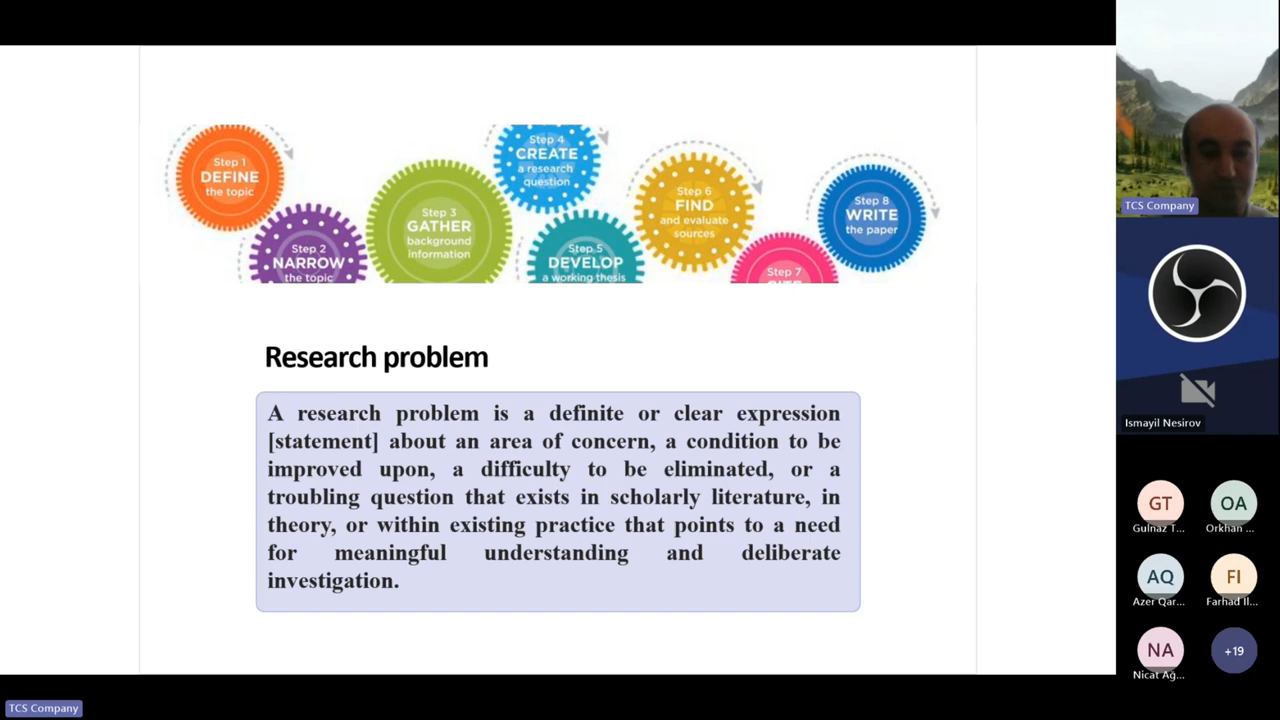 Step 1
DEFINE
the topic
Step 2
NARROW
the topic
Step 3
GATHER
background
information
Step 4
CREATE
a research
question
Step 5
DEVELOP
a working thesis
Step 6
FIND
and evaluate
sources
Step 7
Step 8
WRITE
the paper
Research problem
A research problem is a definite or clear expression
[statement] about an area of concern, a condition to be
improved upon, a difficulty to be eliminated, or a
troubling question that exists in scholarly literature, in
theory, or within existing practice that points to a need
for meaningful understanding and deliberate
investigation.
TCS Company
Ismayil Nesirov
GT
Gulnaz T...
OA
Orkhan ...
AQ
Azer Qar...
FI
Farhad Il...
NA
Nicat Ağ...
+19
TCS Company